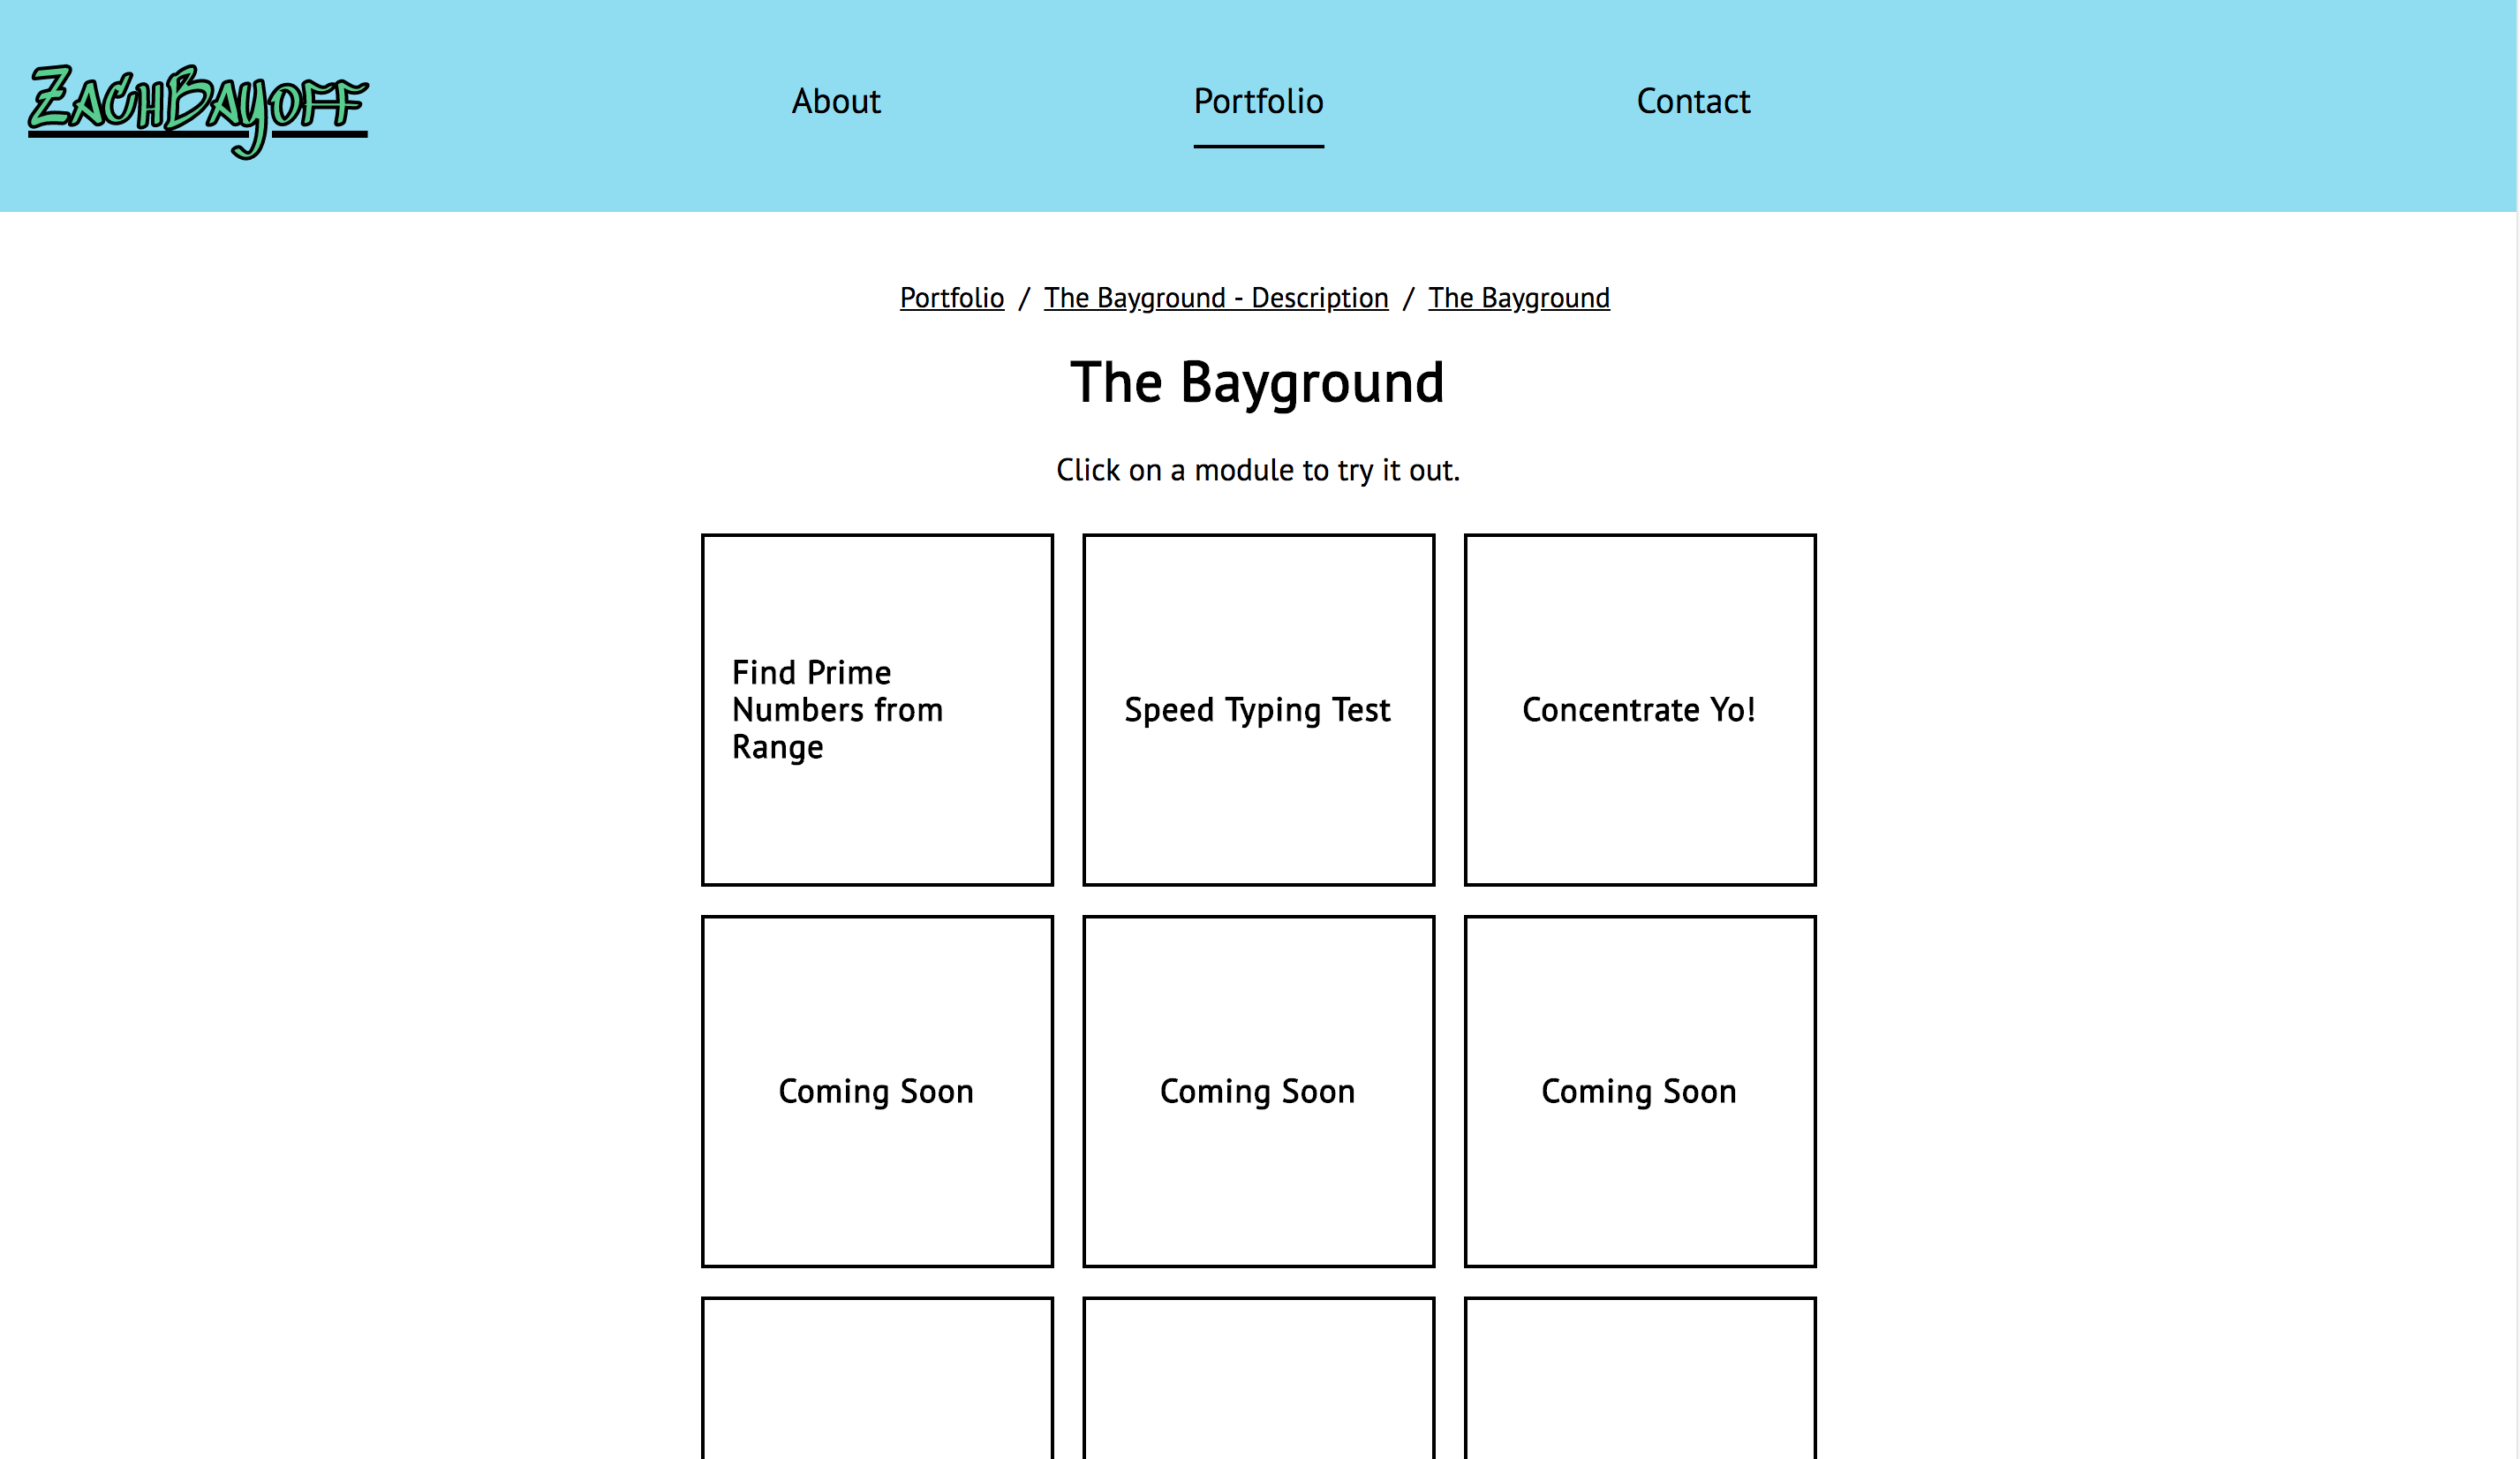 ZachBayoff
About
Portfolio
Contact
Portfolio / The Bayground - Description / The Bayground
The Bayground
Click on a module to try it out.
Find Prime
Numbers from
Range
Speed Typing Test
Concentrate Yo!
Coming Soon
Coming Soon
Coming Soon